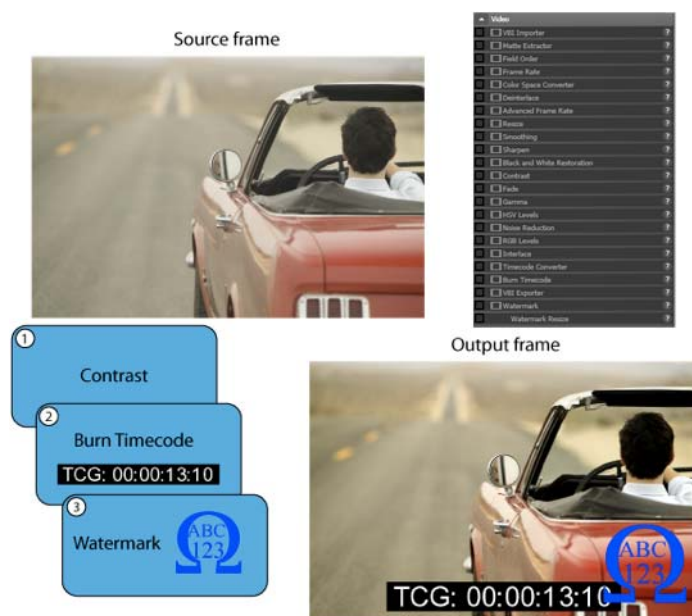 Source frame
Video
VBI Importer ?
Matte Extractor ?
Field Order ?
Frame Rate ?
Color Space Converter ?
Deinterlace ?
Advanced Frame Rate ?
Resize ?
Smoothing ?
Sharpen ?
Black and White Restoration ?
Contrast ?
Fade ?
Gamma ?
HSV Levels ?
Noise Reduction ?
RGB Levels ?
Interlace ?
Timecode Converter ?
Burn Timecode ?
VBI Exporter ?
Watermark ?
Watermark Resize ?
1
Contrast
2
Burn Timecode
TCG: 00:00:13:10
3
Watermark
Ω
ABC
123
Output frame
TCG: 00:00:13:10
Ω
ABC
123